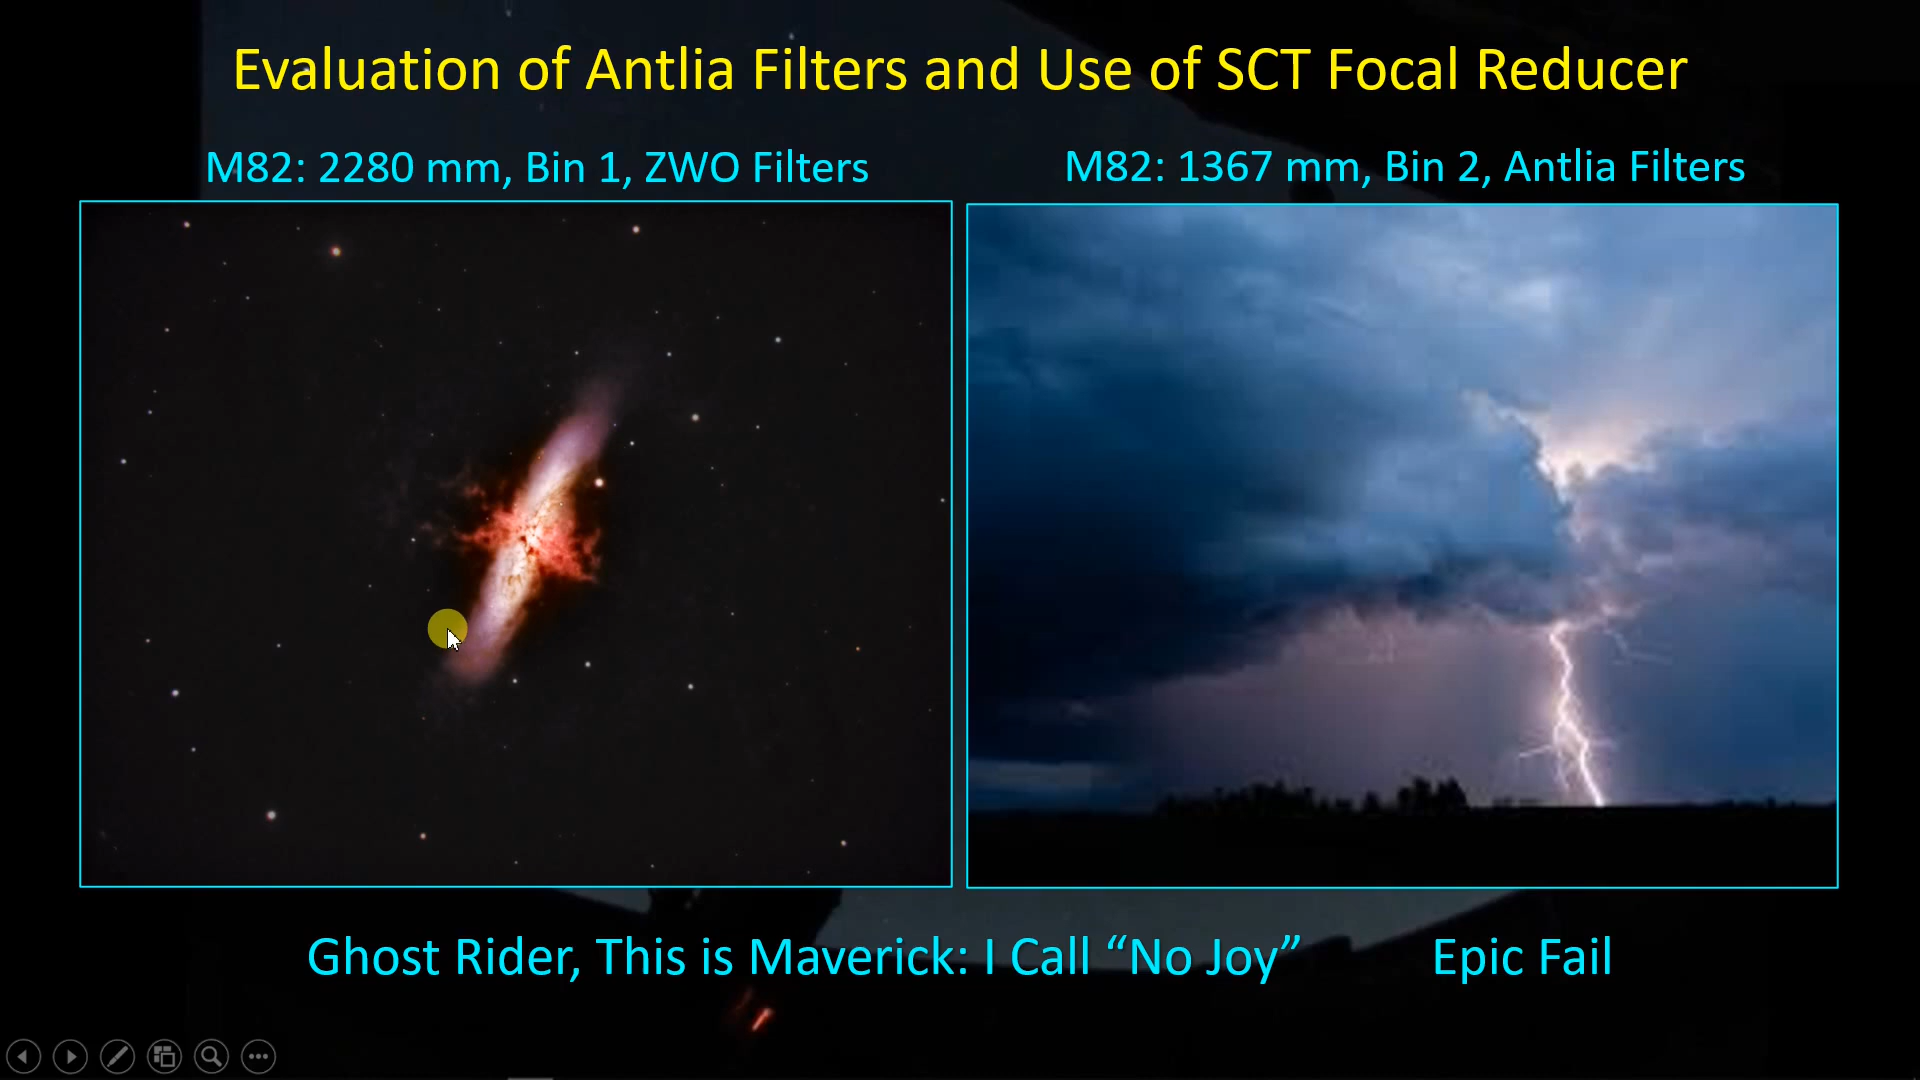 Evaluation of Antlia Filters and Use of SCT Focal Reducer
M82: 2280 mm, Bin 1, ZWO Filters
M82: 1367 mm, Bin 2, Antlia Filters
Ghost Rider, This is Maverick: I Call “No Joy”
Epic Fail